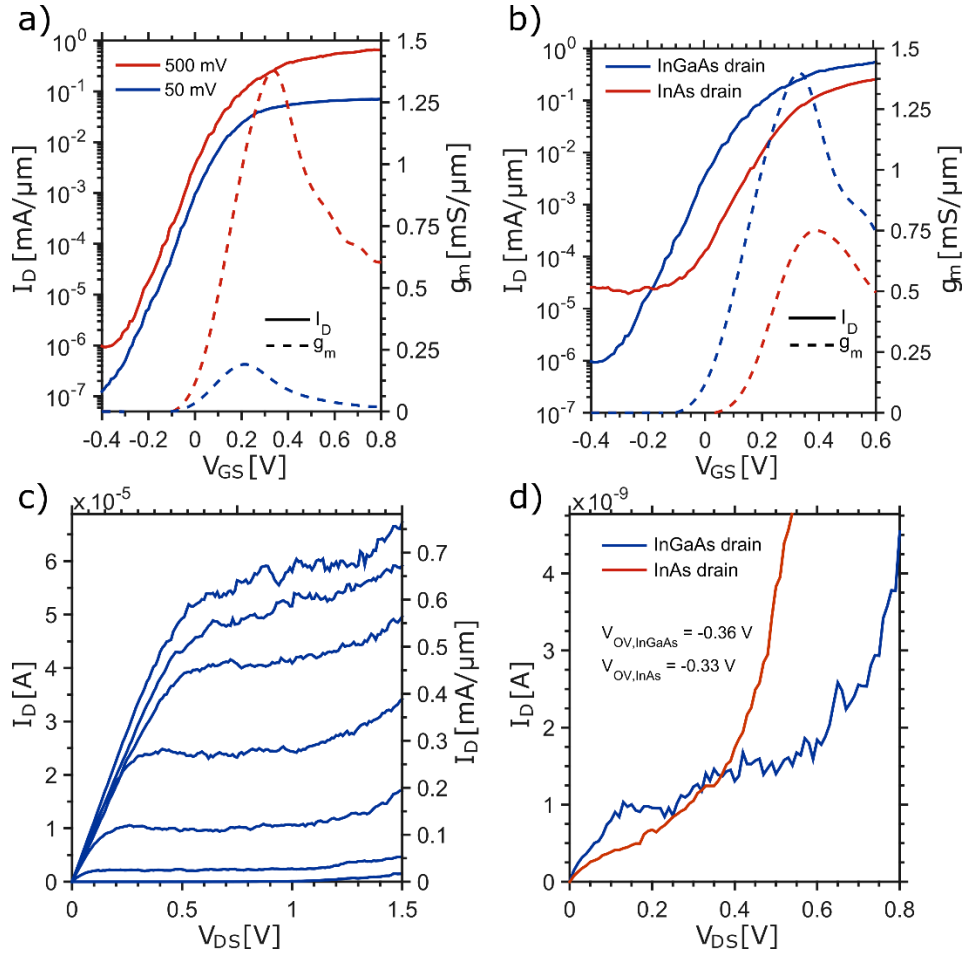 a)
I_D [mA/μm]
10^0
10^-1
10^-2
10^-3
10^-4
10^-5
10^-6
10^-7
500 mV
50 mV
I_D
g_m
1.5
1.25
1
0.75
0.5
0.25
0
g_m [mS/μm]
-0.4 -0.2 0 0.2 0.4 0.6 0.8
V_GS [V]
b)
I_D [mA/μm]
10^0
10^-1
10^-2
10^-3
10^-4
10^-5
10^-6
10^-7
InGaAs drain
InAs drain
I_D
g_m
1.5
1.25
1
0.75
0.5
0.25
0
g_m [mS/μm]
-0.4 -0.2 0 0.2 0.4 0.6
V_GS [V]
c)
x 10^-5
I_D [A]
6
5
4
3
2
1
0
0.7
0.6
0.5
0.4
0.3
0.2
0.1
0
I_D [mA/μm]
0 0.5 1 1.5
V_DS [V]
d)
x 10^-9
I_D [A]
4
3
2
1
0
InGaAs drain
InAs drain
V_OV,InGaAs = -0.36 V
V_OV,InAs = -0.33 V
0 0.2 0.4 0.6 0.8
V_DS [V]